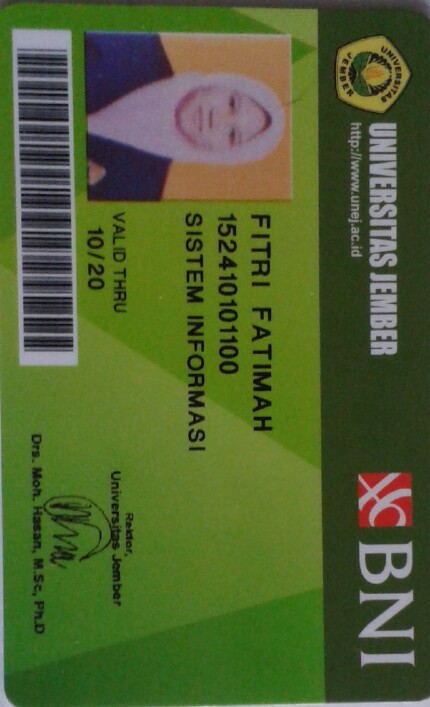 UNIVERSITAS JEMBER
UNIVERSITAS JEMBER
http://www.unej.ac.id
BNI
FITRI FATIMAH
152410101100
SISTEM INFORMASI
VALID THRU
10/20
Rektor,
Universitas Jember
Drs. Moh. Hasan, M.Sc, Ph.D